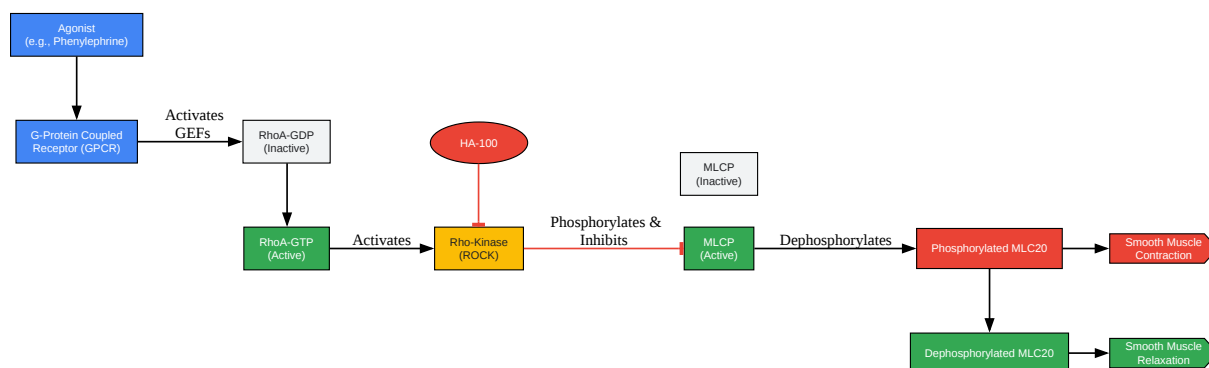 Agonist
(e.g., Phenylephrine)
G-Protein Coupled
Receptor (GPCR)
Activates
GEFs
RhoA-GDP
(Inactive)
RhoA-GTP
(Active)
Activates
HA-100
Rho-Kinase
(ROCK)
Phosphorylates &
Inhibits
MLCP
(Inactive)
MLCP
(Active)
Dephosphorylates
Phosphorylated MLC20
Smooth Muscle
Contraction
Dephosphorylated MLC20
Smooth Muscle
Relaxation